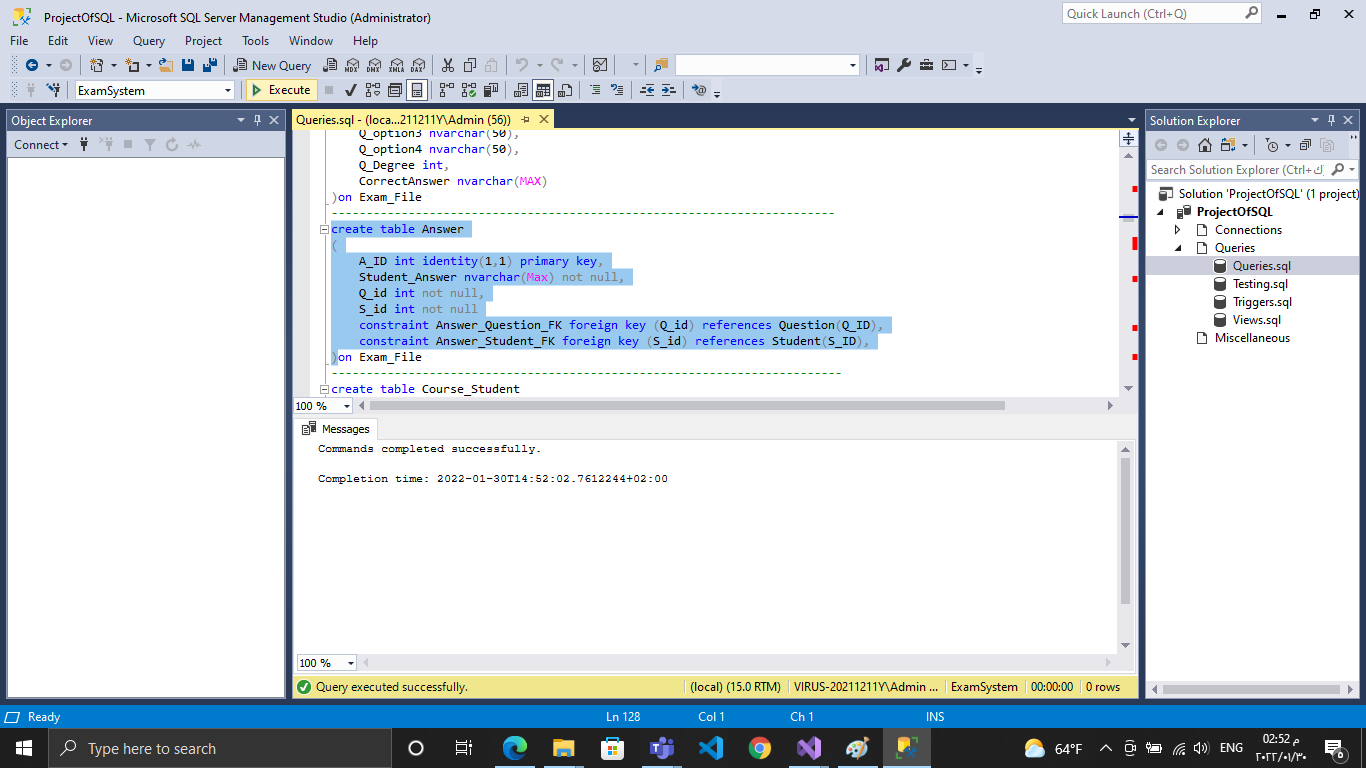 ProjectOfSQL - Microsoft SQL Server Management Studio (Administrator)
Quick Launch (Ctrl+Q)
File Edit View Query Project Tools Window Help
New Query MDX DMX XMLA DAX
ExamSystem Execute
Object Explorer
Connect
Queries.sql - (loca...211211Y\Admin (56))
Q_option3 nvarchar(50),
Q_option4 nvarchar(50),
Q_Degree int,
CorrectAnswer nvarchar(MAX)
)on Exam_File
--------------------------------------------------------------------------
create table Answer
(
A_ID int identity(1,1) primary key,
Student_Answer nvarchar(Max) not null,
Q_id int not null,
S_id int not null
constraint Answer_Question_FK foreign key (Q_id) references Question(Q_ID),
constraint Answer_Student_FK foreign key (S_id) references Student(S_ID),
)on Exam_File
---------------------------------------------------------------------------
create table Course_Student
100 %
Messages
Commands completed successfully.
Completion time: 2022-01-30T14:52:02.7612244+02:00
100 %
Query executed successfully. (local) (15.0 RTM) VIRUS-20211211Y\Admin ... ExamSystem 00:00:00 0 rows
Solution Explorer
Search Solution Explorer (Ctrl+ك)
Solution 'ProjectOfSQL' (1 project)
ProjectOfSQL
Connections
Queries
Queries.sql
Testing.sql
Triggers.sql
Views.sql
Miscellaneous
Ready Ln 128 Col 1 Ch 1 INS
Type here to search
64°F
ENG
02:52 م
٢٠٢٢/٠١/٣٠